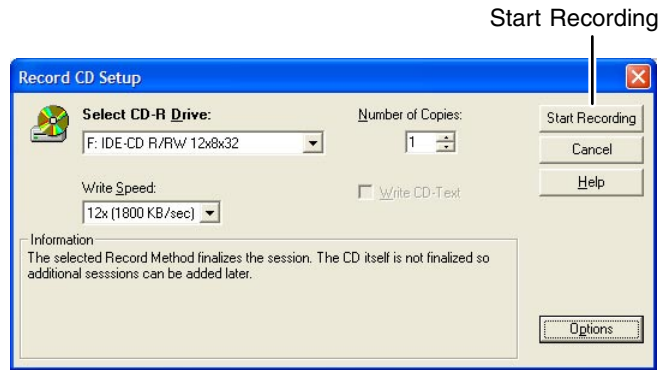 Start Recording
Record CD Setup
Select CD-R Drive:
F: IDE-CD R/RW 12x8x32
Number of Copies:
1
Start Recording
Cancel
Help
Write Speed:
12x (1800 KB/sec)
Write CD-Text
Information
The selected Record Method finalizes the session. The CD itself is not finalized so
additional sesssions can be added later.
Options